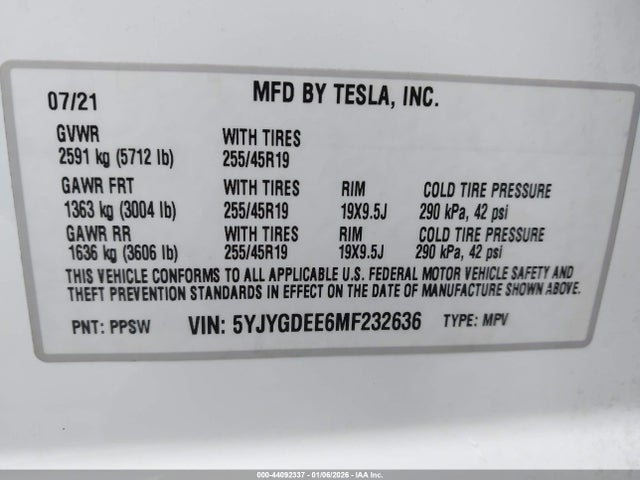 07/21 MFD BY TESLA, INC.
GVWR WITH TIRES
2591 kg (5712 lb) 255/45R19
GAWR FRT WITH TIRES RIM COLD TIRE PRESSURE
1363 kg (3004 lb) 255/45R19 19X9.5J 290 kPa, 42 psi
GAWR RR WITH TIRES RIM COLD TIRE PRESSURE
1636 kg (3606 lb) 255/45R19 19X9.5J 290 kPa, 42 psi
THIS VEHICLE CONFORMS TO ALL APPLICABLE U.S. FEDERAL MOTOR VEHICLE SAFETY AND
THEFT PREVENTION STANDARDS IN EFFECT ON THE DATE OF MANUFACTURE SHOWN ABOVE.
PNT: PPSW VIN: 5YJYGDEE6MF232636 TYPE: MPV
000-44092337 - 01/06/2026 - IAA Inc.